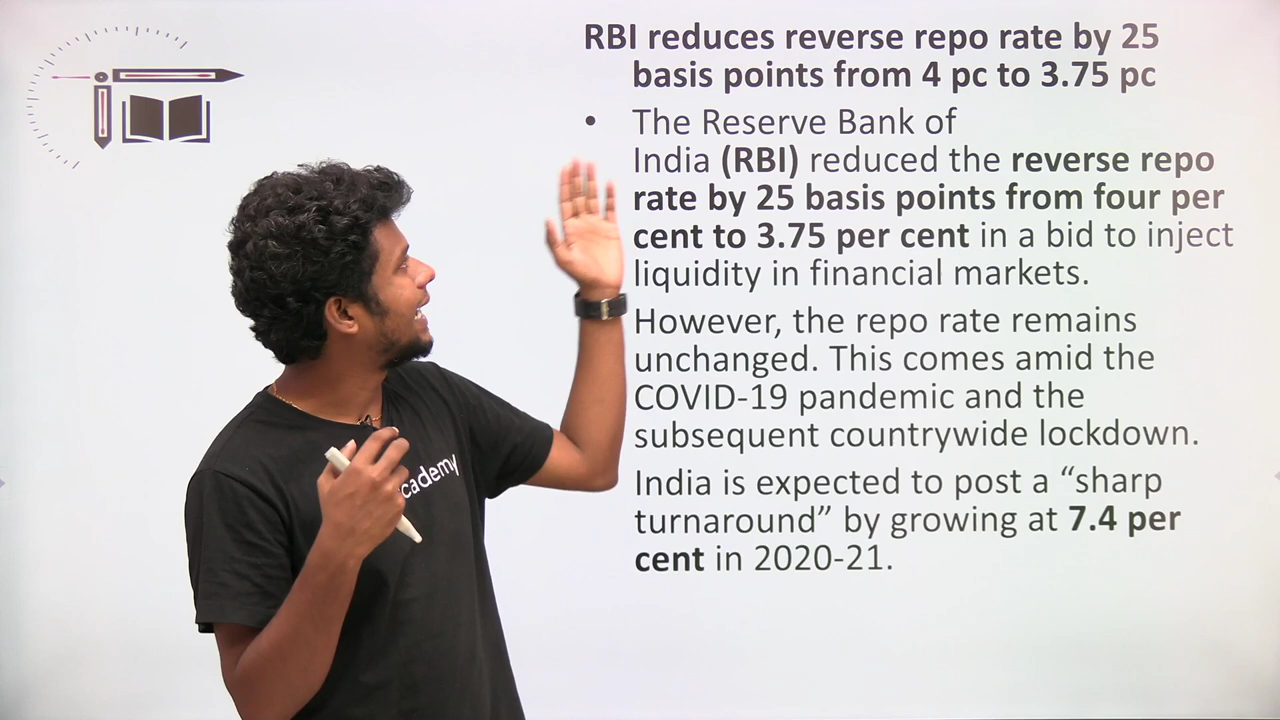 RBI reduces reverse repo rate by 25
basis points from 4 pc to 3.75 pc
• The Reserve Bank of
India (RBI) reduced the reverse repo
rate by 25 basis points from four per
cent to 3.75 per cent in a bid to inject
liquidity in financial markets.
However, the repo rate remains
unchanged. This comes amid the
COVID-19 pandemic and the
subsequent countrywide lockdown.
India is expected to post a “sharp
turnaround” by growing at 7.4 per
cent in 2020-21.
cademy